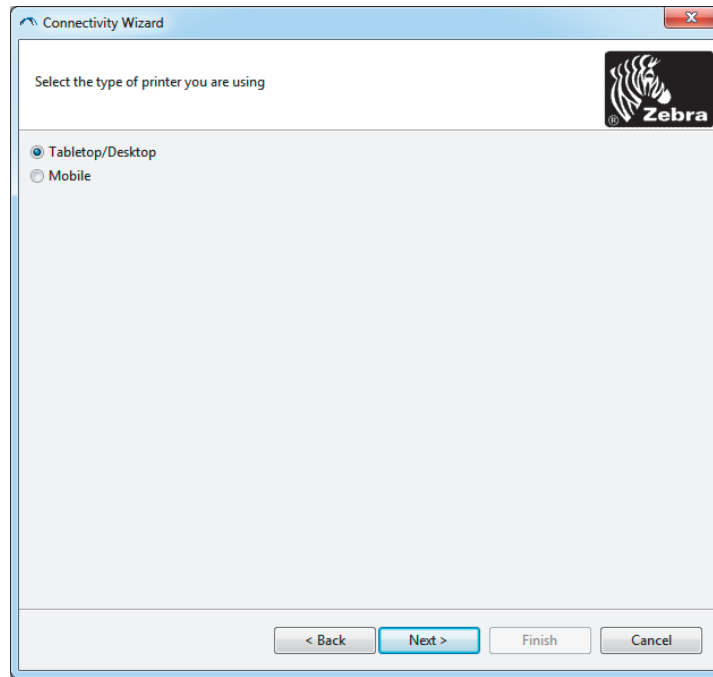 Connectivity Wizard
Select the type of printer you are using
® Zebra
Tabletop/Desktop
Mobile
< Back Next > Finish Cancel